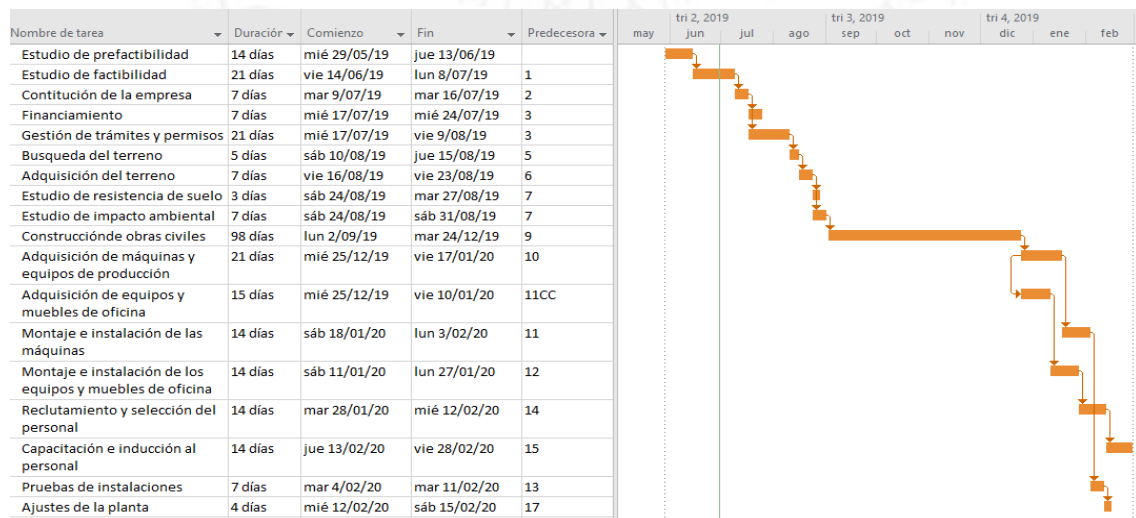 tri 2, 2019 tri 3, 2019 tri 4, 2019
Nombre de tarea Duración Comienzo Fin Predecesora may jun jul ago sep oct nov dic ene feb
Estudio de prefactibilidad 14 días mié 29/05/19 jue 13/06/19
Estudio de factibilidad 21 días vie 14/06/19 lun 8/07/19 1
Contitución de la empresa 7 días mar 9/07/19 mar 16/07/19 2
Financiamiento 7 días mié 17/07/19 mié 24/07/19 3
Gestión de trámites y permisos 21 días mié 17/07/19 vie 9/08/19 3
Busqueda del terreno 5 días sáb 10/08/19 jue 15/08/19 5
Adquisición del terreno 7 días vie 16/08/19 vie 23/08/19 6
Estudio de resistencia de suelo 3 días sáb 24/08/19 mar 27/08/19 7
Estudio de impacto ambiental 7 días sáb 24/08/19 sáb 31/08/19 7
Construcciónde obras civiles 98 días lun 2/09/19 mar 24/12/19 9
Adquisición de máquinas y 21 días mié 25/12/19 vie 17/01/20 10
equipos de producción
Adquisición de equipos y 15 días mié 25/12/19 vie 10/01/20 11CC
muebles de oficina
Montaje e instalación de las 14 días sáb 18/01/20 lun 3/02/20 11
máquinas
Montaje e instalación de los 14 días sáb 11/01/20 lun 27/01/20 12
equipos y muebles de oficina
Reclutamiento y selección del 14 días mar 28/01/20 mié 12/02/20 14
personal
Capacitación e inducción al 14 días jue 13/02/20 vie 28/02/20 15
personal
Pruebas de instalaciones 7 días mar 4/02/20 mar 11/02/20 13
Ajustes de la planta 4 días mié 12/02/20 sáb 15/02/20 17